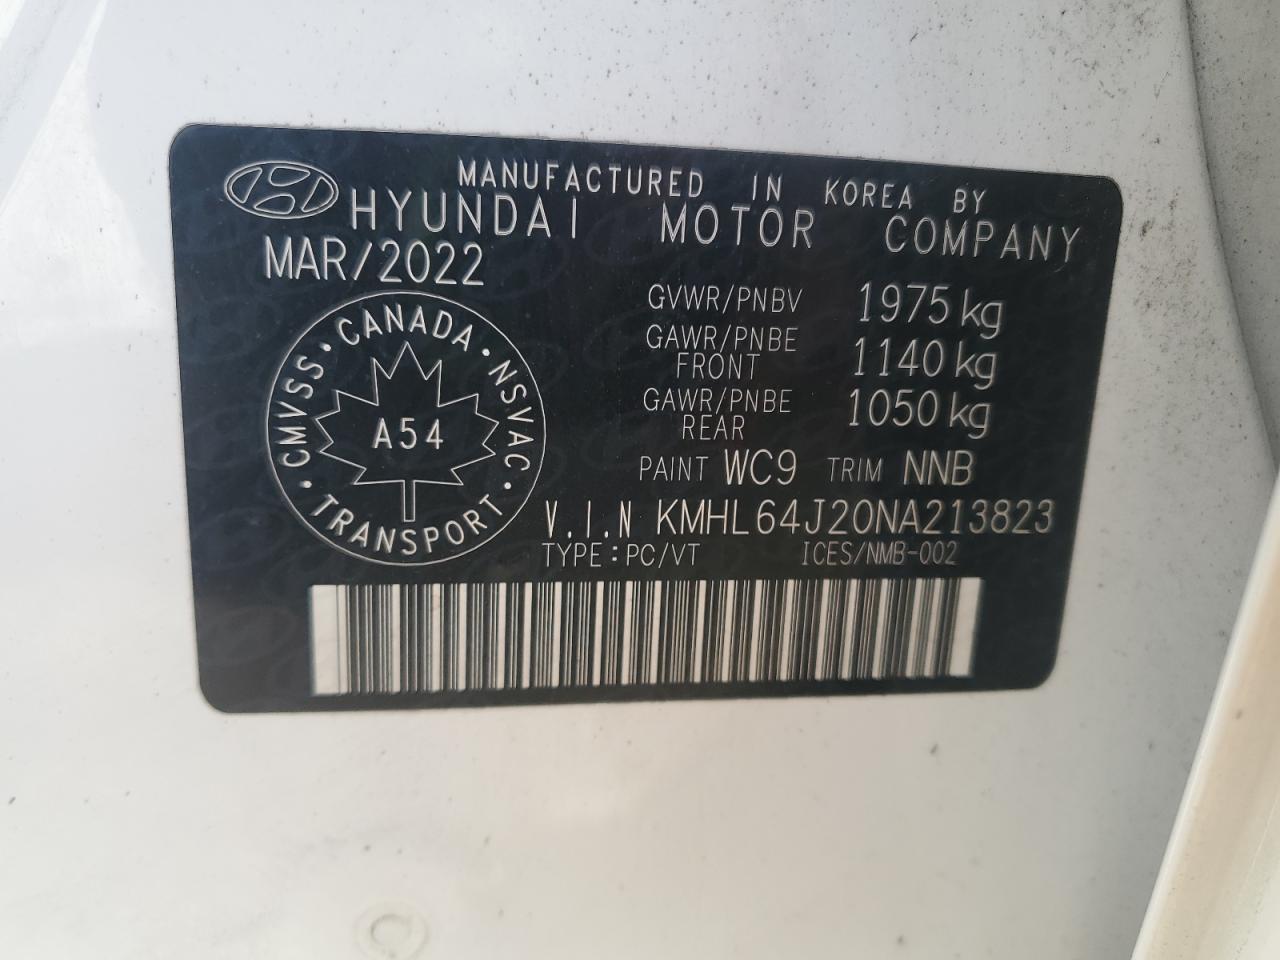 MANUFACTURED IN KOREA BY
HYUNDAI MOTOR COMPANY
MAR/2022
GVWR/PNBV 1975 kg
GAWR/PNBE FRONT 1140 kg
GAWR/PNBE REAR 1050 kg
CMVSS · CANADA · NSVAC · TRANSPORT ·
A54
PAINT WC9 TRIM NNB
V.I.N KMHL64J20NA213823
TYPE : PC/VT ICES/NMB-002